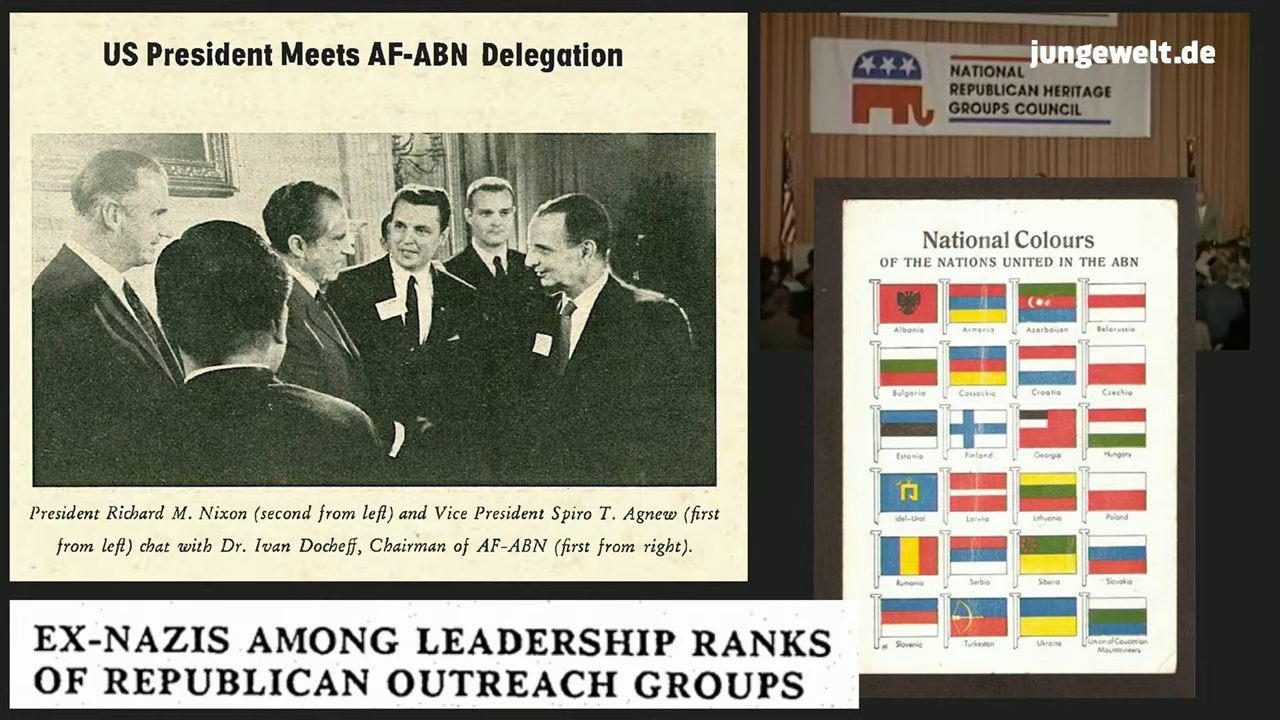 US President Meets AF-ABN Delegation
President Richard M. Nixon (second from left) and Vice President Spiro T. Agnew (first
from left) chat with Dr. Ivan Docheff, Chairman of AF-ABN (first from right).
EX-NAZIS AMONG LEADERSHIP RANKS
OF REPUBLICAN OUTREACH GROUPS
jungewelt.de
NATIONAL
REPUBLICAN HERITAGE
GROUPS COUNCIL
National Colours
OF THE NATIONS UNITED IN THE ABN
Albania Armenia Azerbaijan Belorussia
Bulgaria Cossackia Croatia Czechia
Estonia Finland Georgia Hungary
Idel-Ural Latvia Lithuania Poland
Rumania Serbia Siberia Slovakia
Slovenia Turkestan Ukraine Union of Caucasian
Mountaineers